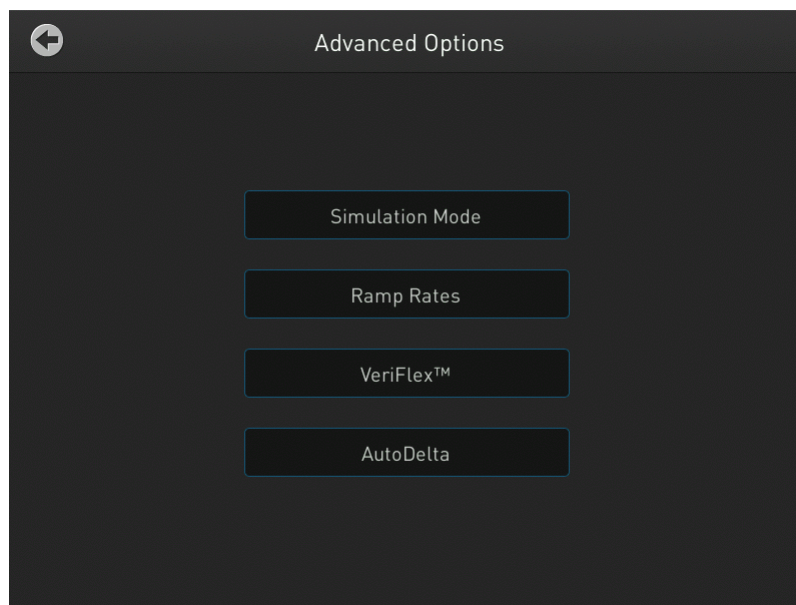 Advanced Options
Simulation Mode
Ramp Rates
VeriFlex™
AutoDelta